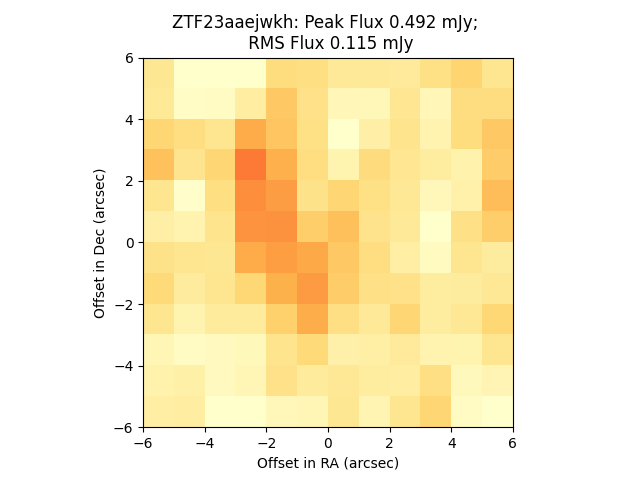 ZTF23aaejwkh: Peak Flux 0.492 mJy;
RMS Flux 0.115 mJy
6
4
2
0
−2
−4
−6
Offset in Dec (arcsec)
−6 −4 −2 0 2 4 6
Offset in RA (arcsec)